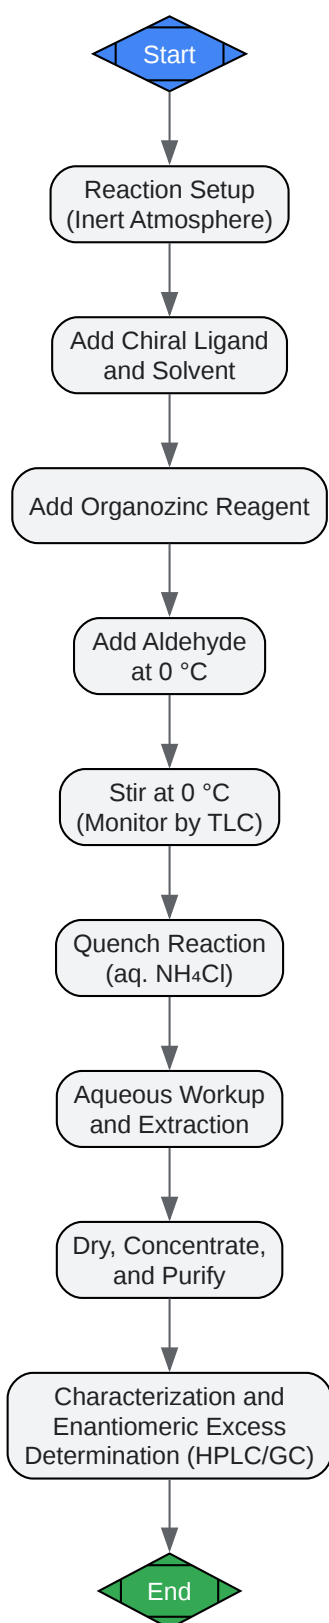 Start
Reaction Setup
(Inert Atmosphere)
Add Chiral Ligand
and Solvent
Add Organozinc Reagent
Add Aldehyde
at 0 °C
Stir at 0 °C
(Monitor by TLC)
Quench Reaction
(aq. NH₄Cl)
Aqueous Workup
and Extraction
Dry, Concentrate,
and Purify
Characterization and
Enantiomeric Excess
Determination (HPLC/GC)
End